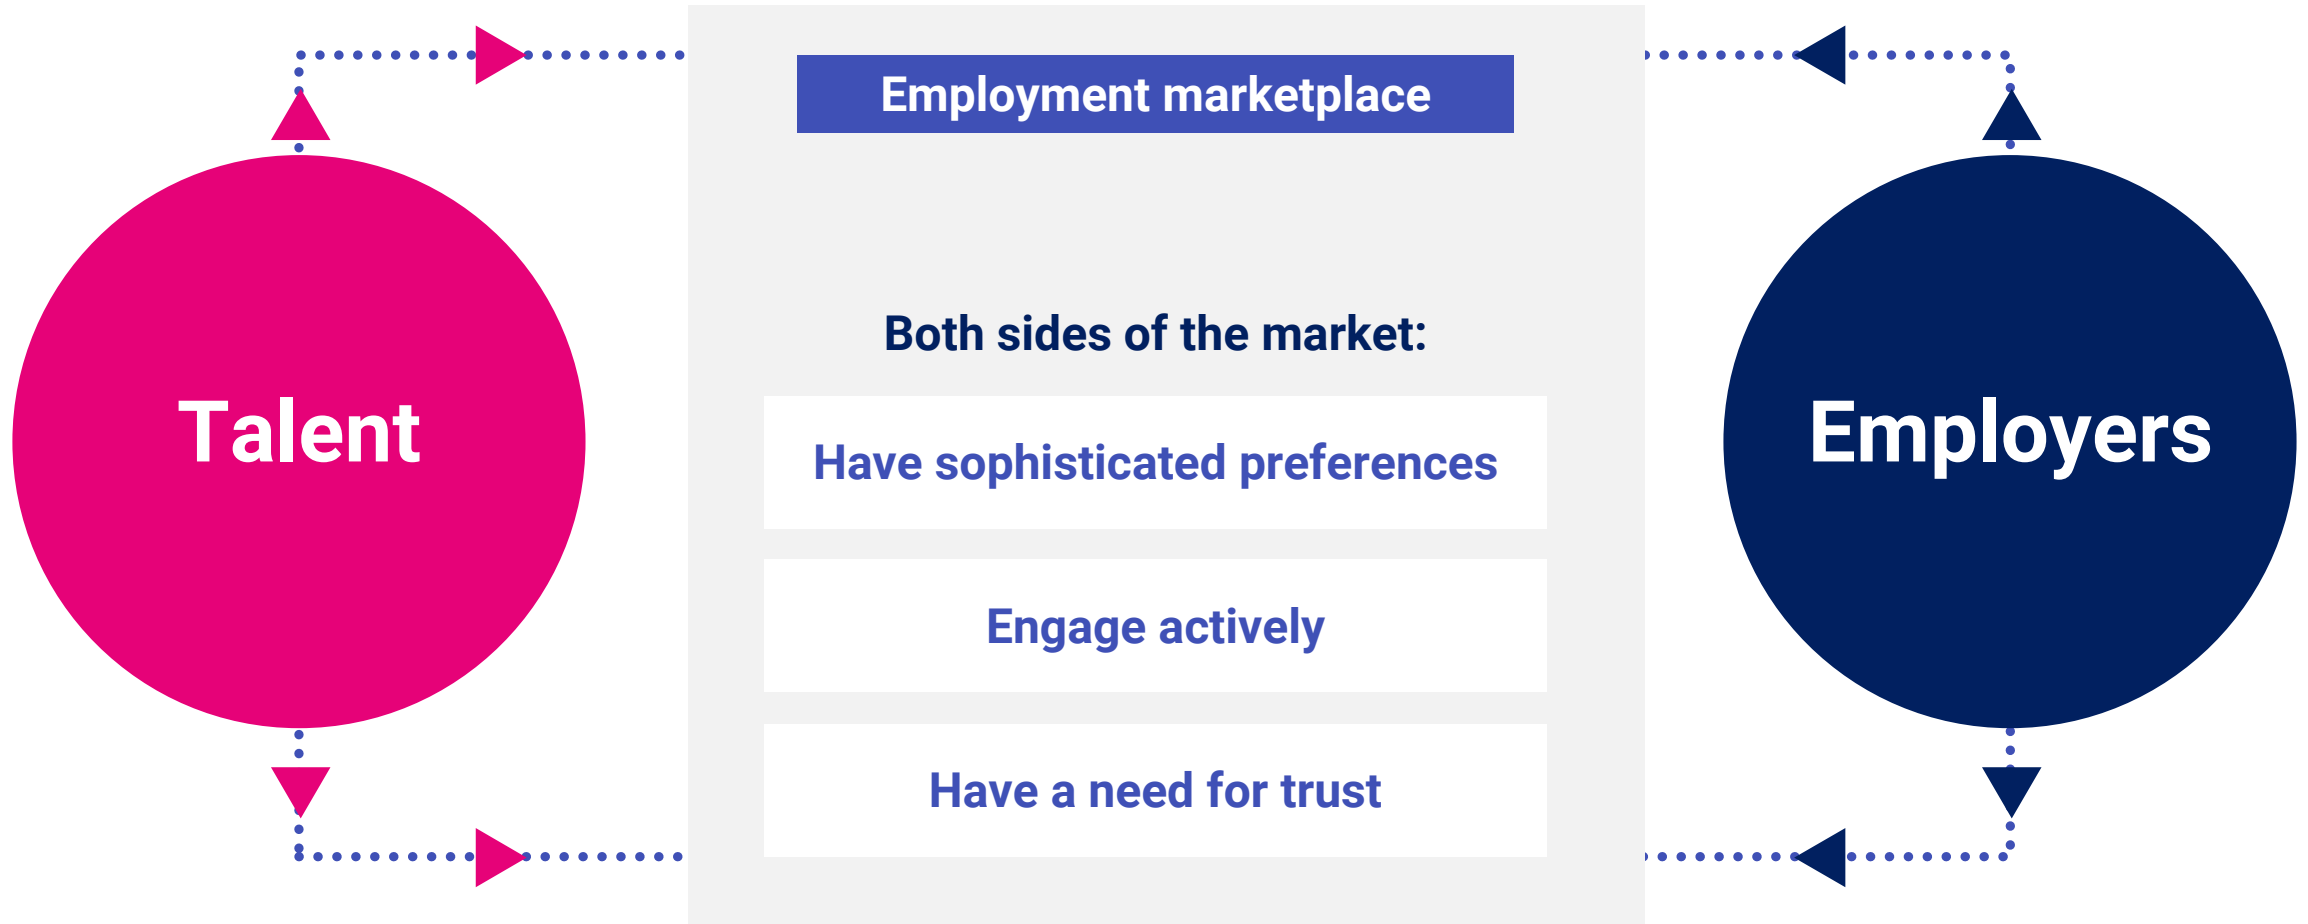 Employment marketplace
Both sides of the market:
Talent
Have sophisticated preferences
Engage actively
Have a need for trust
Employers